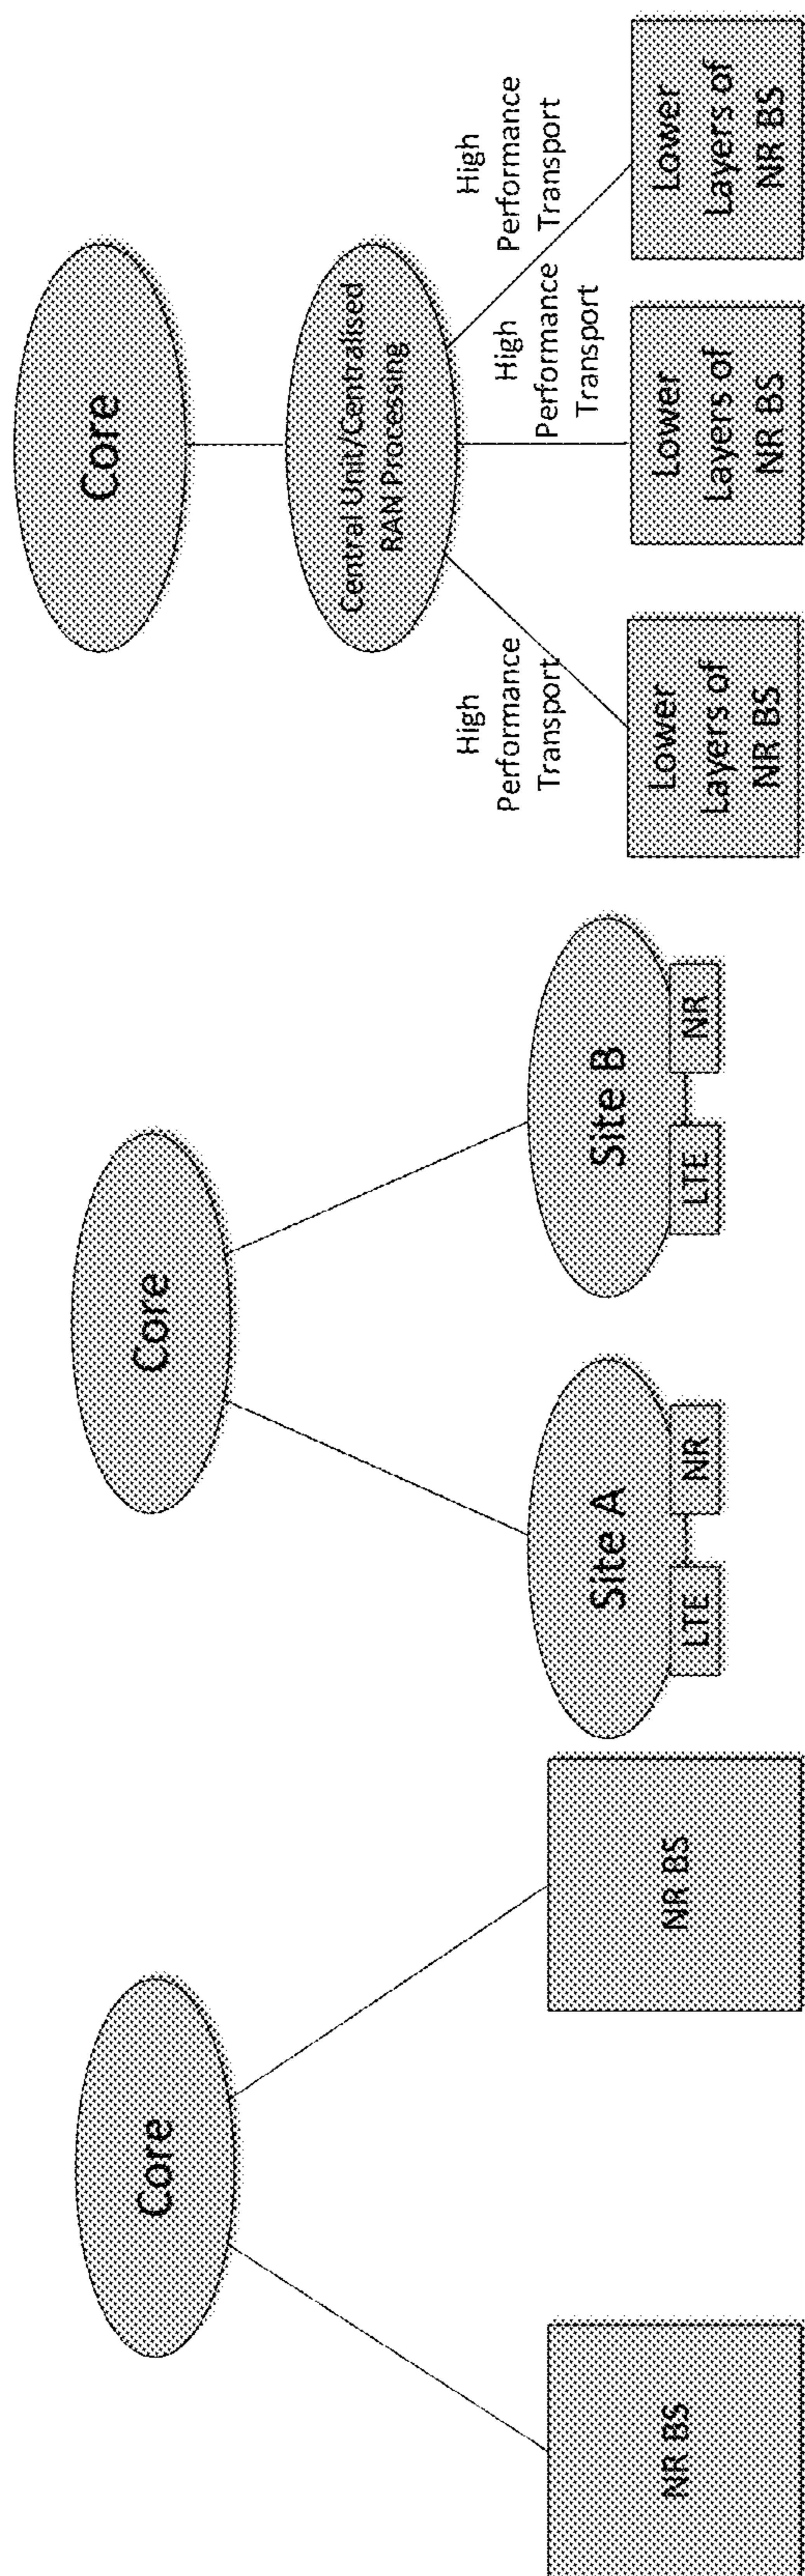 Core
NR BS
NR BS
Core
Site A
LTE
NR
Site B
LTE
NR
Core
Central Unit/Centralised
RAN Processing
High
Performance
Transport
High
Performance
Transport
High
Performance
Transport
Lower
Layers of
NR BS
Lower
Layers of
NR BS
Lower
Layers of
NR BS